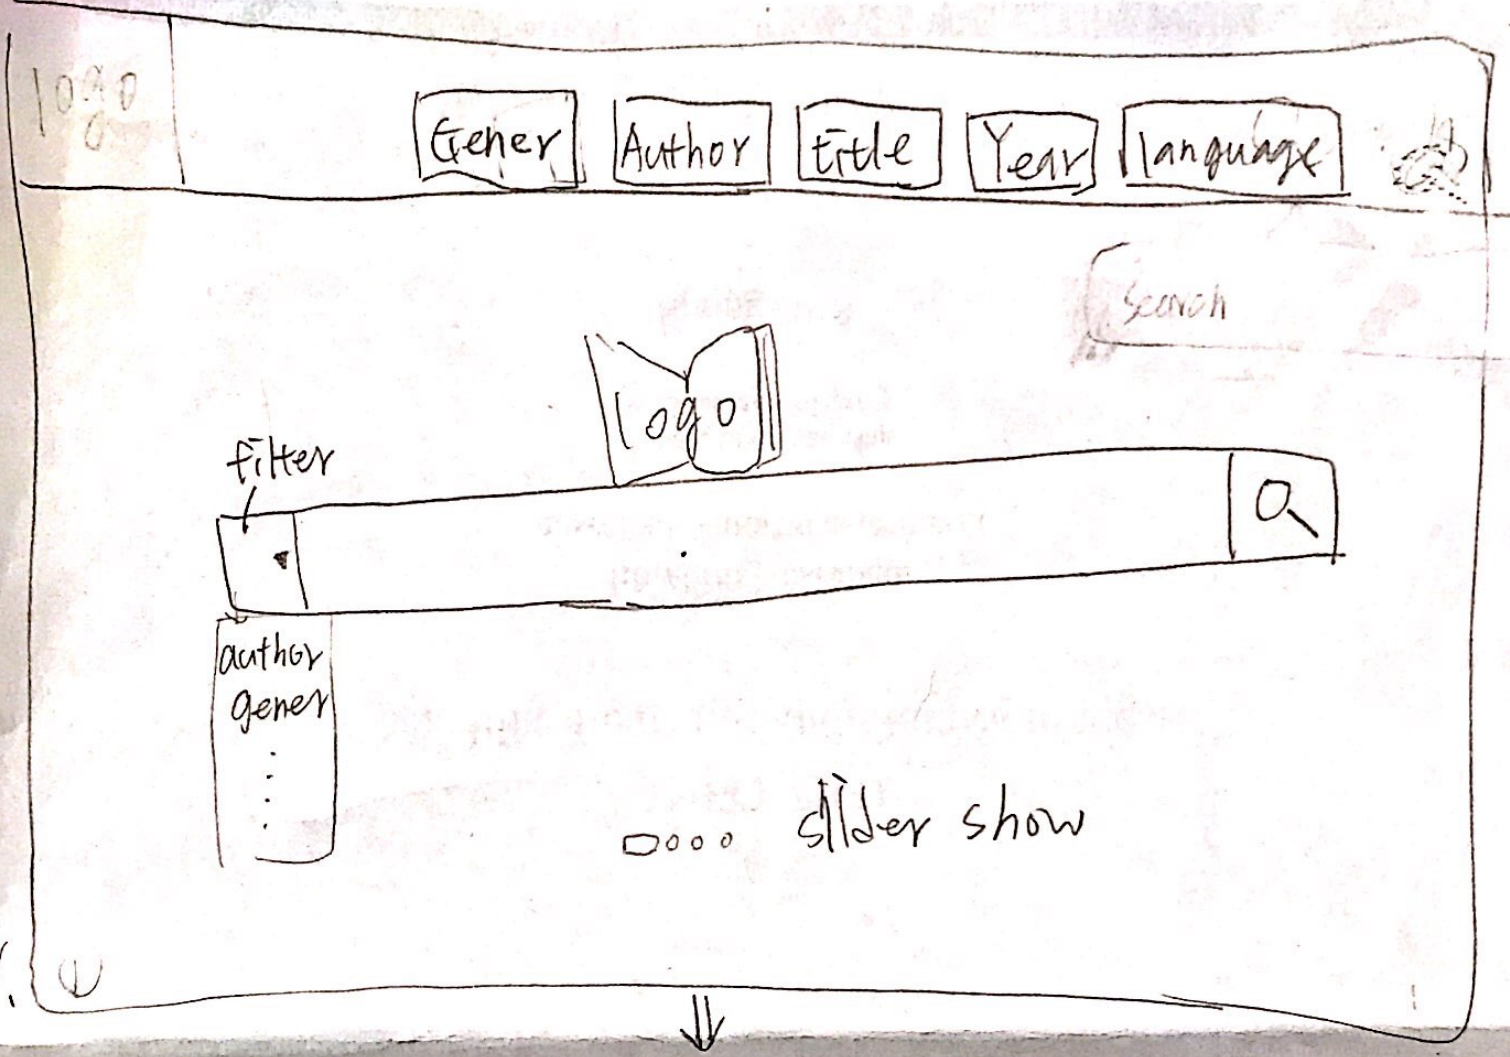 logo
Gener Author title Year language
Search
logo
filter
author
gener
slider show